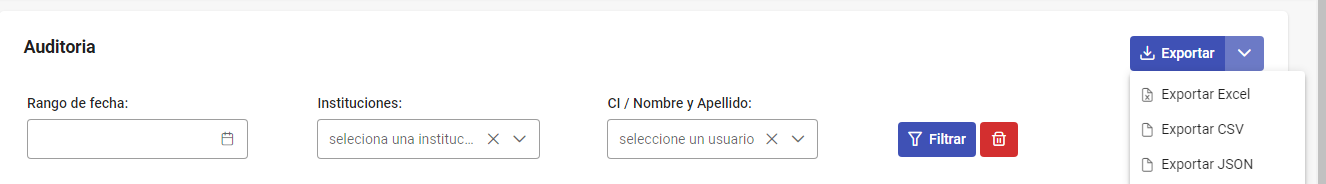 Auditoria
Exportar
Exportar Excel
Exportar CSV
Exportar JSON
Rango de fecha:
Instituciones:
CI / Nombre y Apellido:
seleciona una instituc...
seleccione un usuario
Filtrar